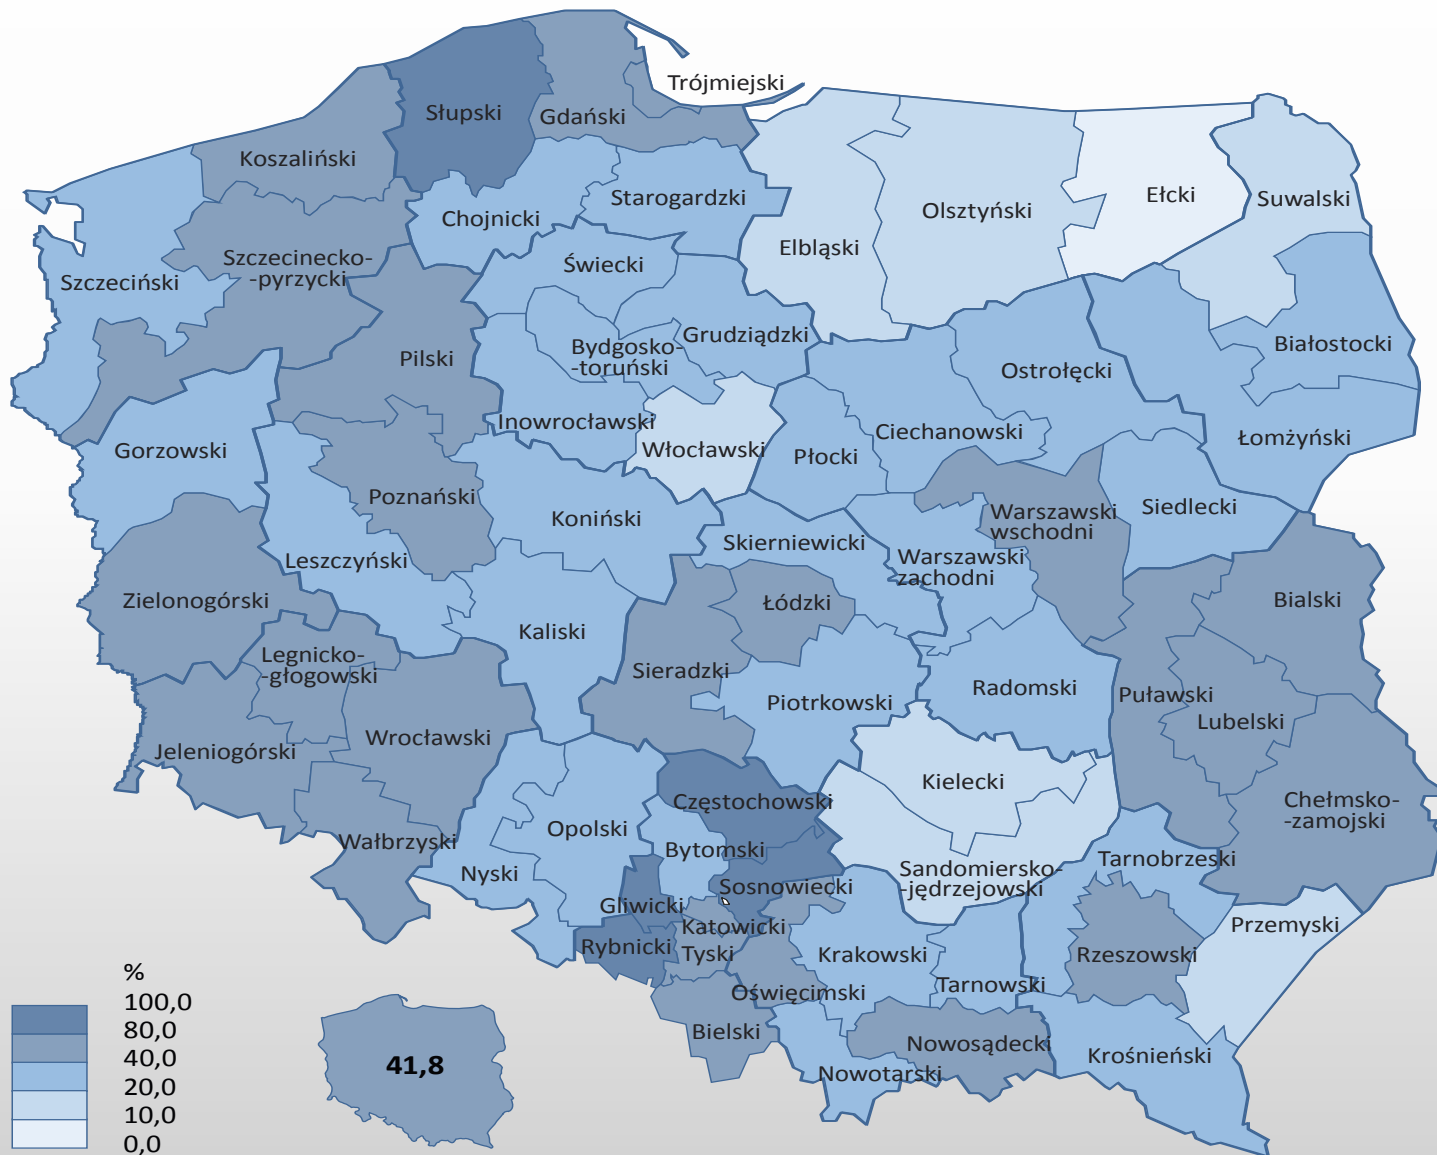 Trójmiejski
Słupski
Gdański
Koszaliński
Chojnicki
Starogardzki
Elbląski
Olsztyński
Ełcki
Suwalski
Szczeciński
Szczecinecko-
-pyrzycki
Świecki
Pilski
Bydgosko-
-toruński
Grudziądzki
Ostrołęcki
Białostocki
Gorzowski
Inowrocławski
Włocławski
Płocki
Ciechanowski
Łomżyński
Poznański
Koniński
Warszawski
wschodni
Siedlecki
Leszczyński
Skierniewicki
Warszawski
zachodni
Zielonogórski
Kaliski
Łódzki
Bialski
Legnicko-
-głogowski
Sieradzki
Piotrkowski
Radomski
Puławski
Lubelski
Jeleniogórski
Wrocławski
Kielecki
Częstochowski
Chełmsko-
-zamojski
Wałbrzyski
Opolski
Bytomski
Nyski
Sosnowiecki
Sandomiersko-
-jędrzejowski
Tarnobrzeski
Gliwicki
Katowicki
Przemyski
Rybnicki
Tyski
Krakowski
Rzeszowski
Oświęcimski
Tarnowski
Bielski
Nowosądecki
Krośnieński
Nowotarski
%
100,0
80,0
40,0
20,0
10,0
0,0
41,8